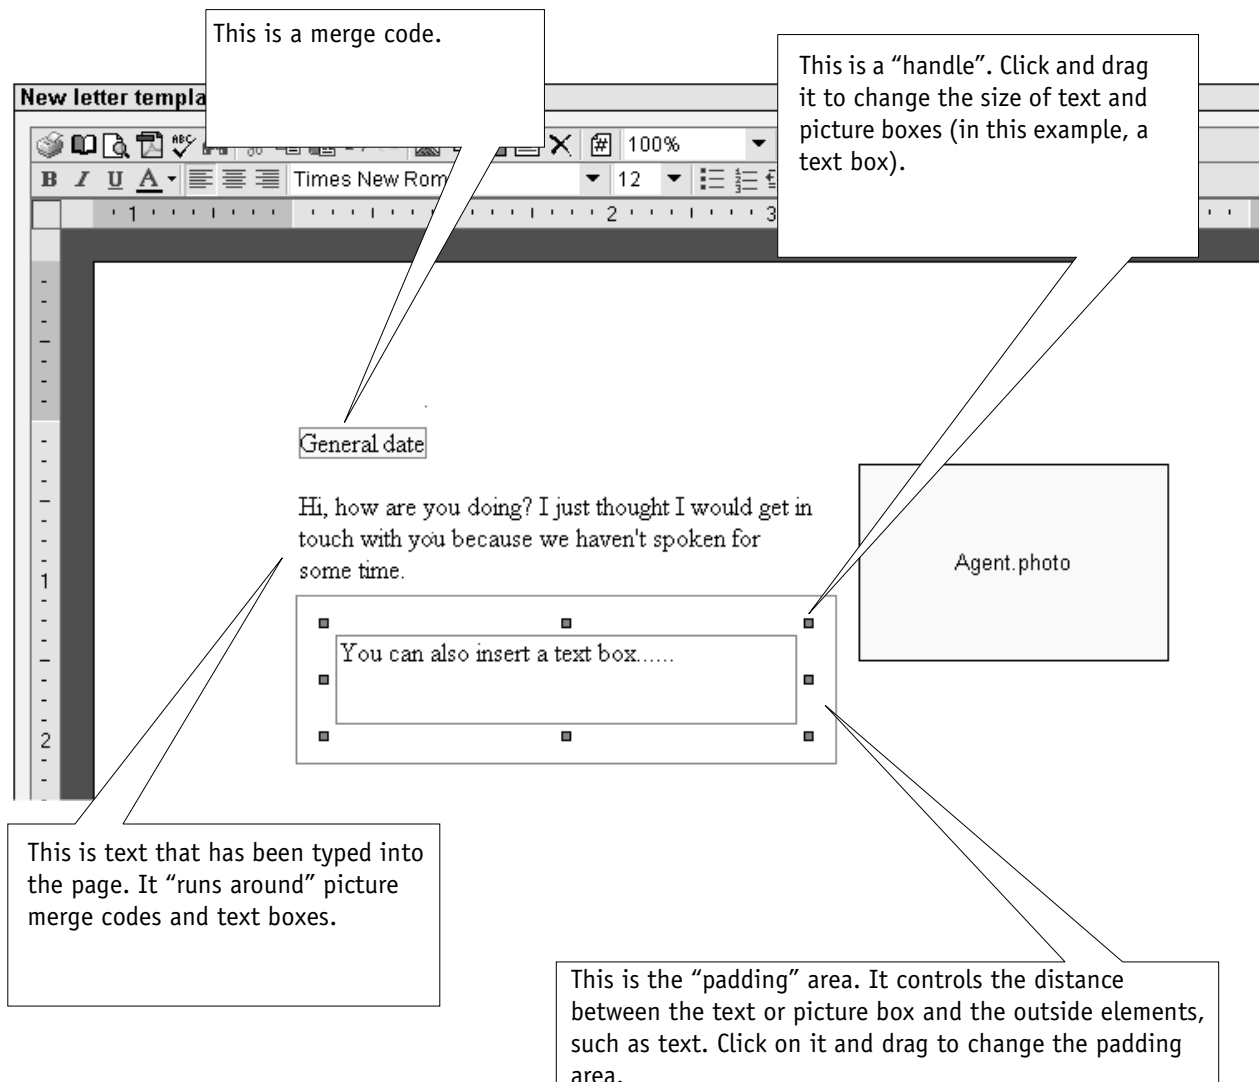 This is a merge code.
This is a “handle”. Click and drag
it to change the size of text and
picture boxes (in this example, a
text box).
New letter templa
ABC
# 100%
B I U A Times New Rom 12
1 2 3
General date
Hi, how are you doing? I just thought I would get in
touch with you because we haven't spoken for
some time.
Agent.photo
You can also insert a text box......
1
2
This is text that has been typed into
the page. It “runs around” picture
merge codes and text boxes.
This is the “padding” area. It controls the distance
between the text or picture box and the outside elements,
such as text. Click on it and drag to change the padding
area.